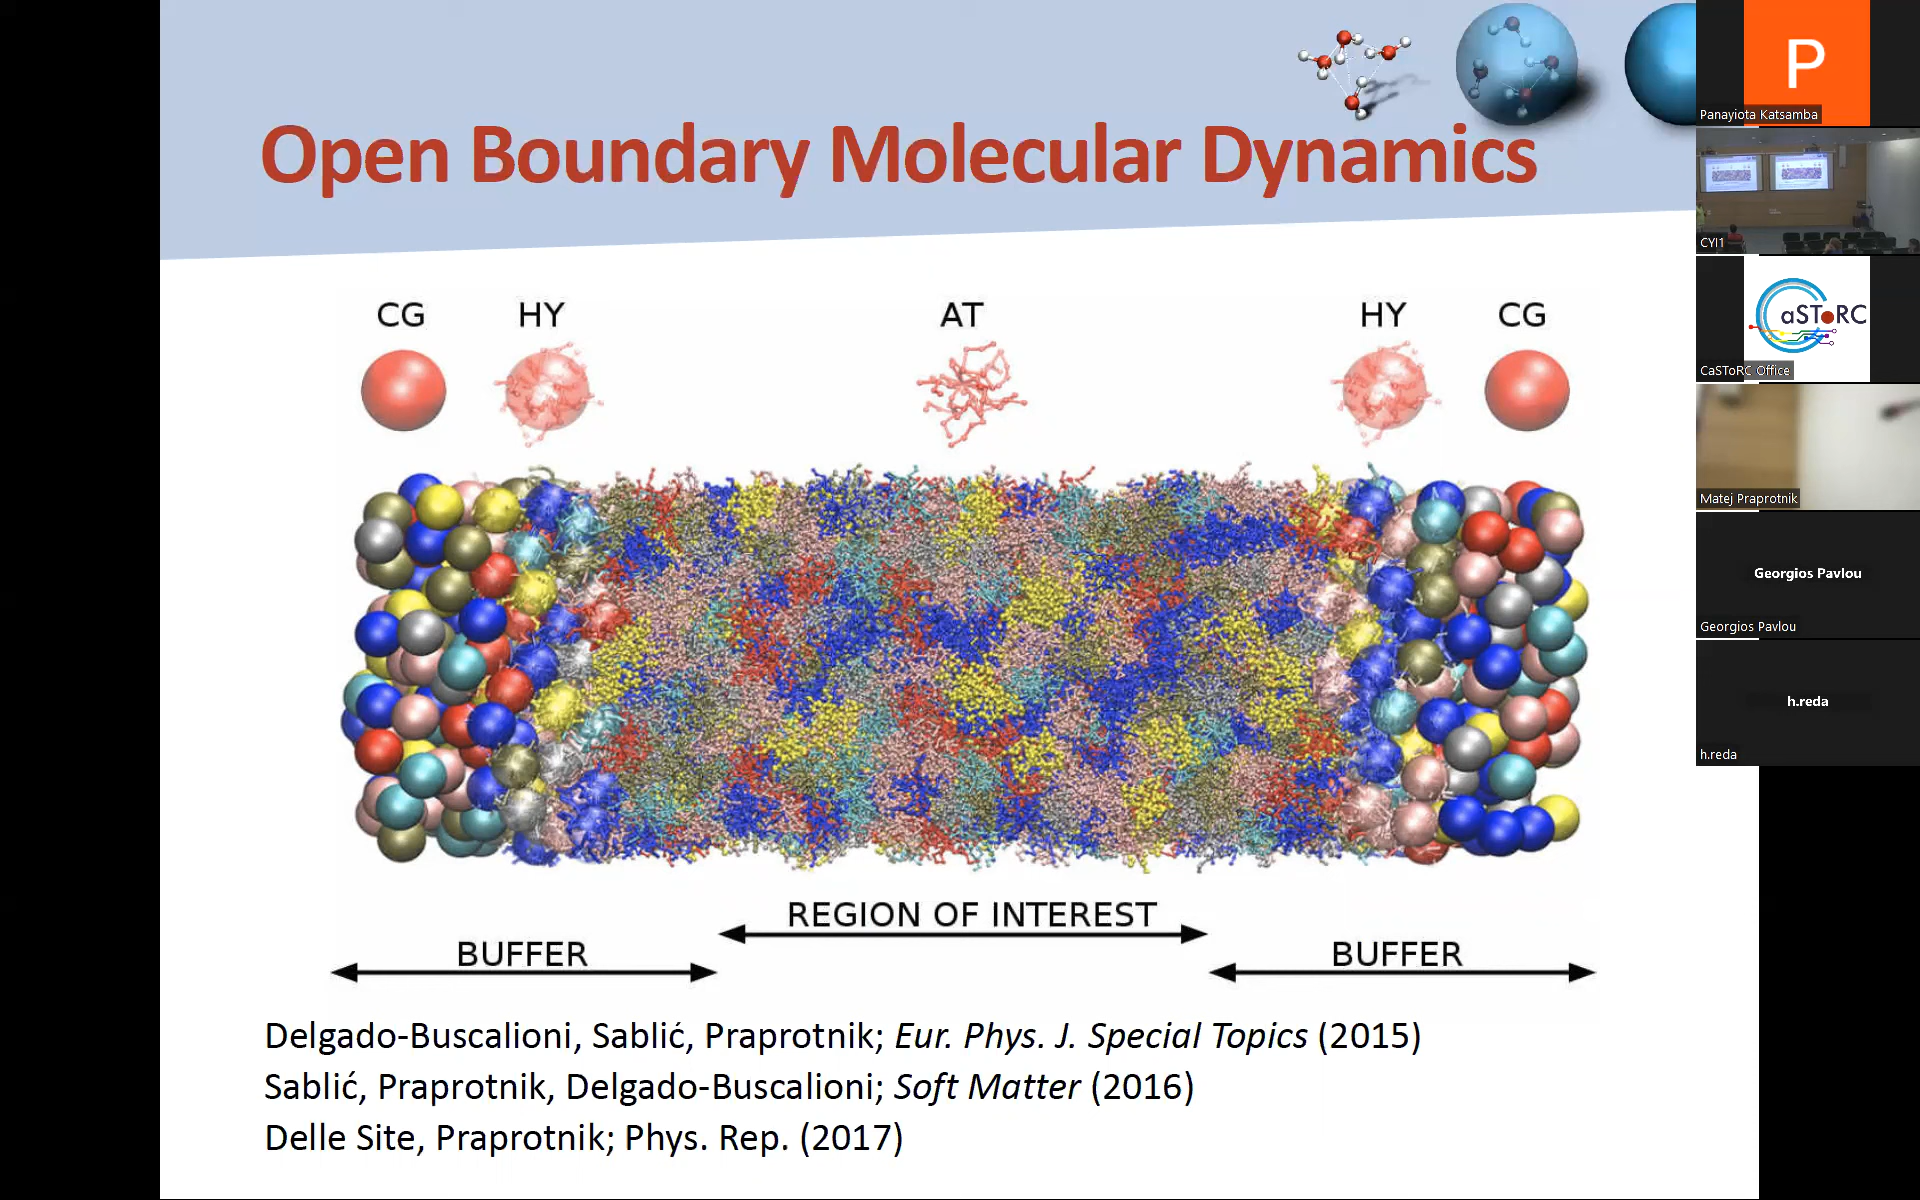 Open Boundary Molecular Dynamics
CG HY AT HY CG
REGION OF INTEREST
BUFFER BUFFER
Delgado-Buscalioni, Sablić, Praprotnik; Eur. Phys. J. Special Topics (2015)
Sablić, Praprotnik, Delgado-Buscalioni; Soft Matter (2016)
Delle Site, Praprotnik; Phys. Rep. (2017)
P
Panayiota Katsamba
CYI1
CaSToRC
CaSToRC Office
Matej Praprotnik
Georgios Pavlou
Georgios Pavlou
h.reda
h.reda